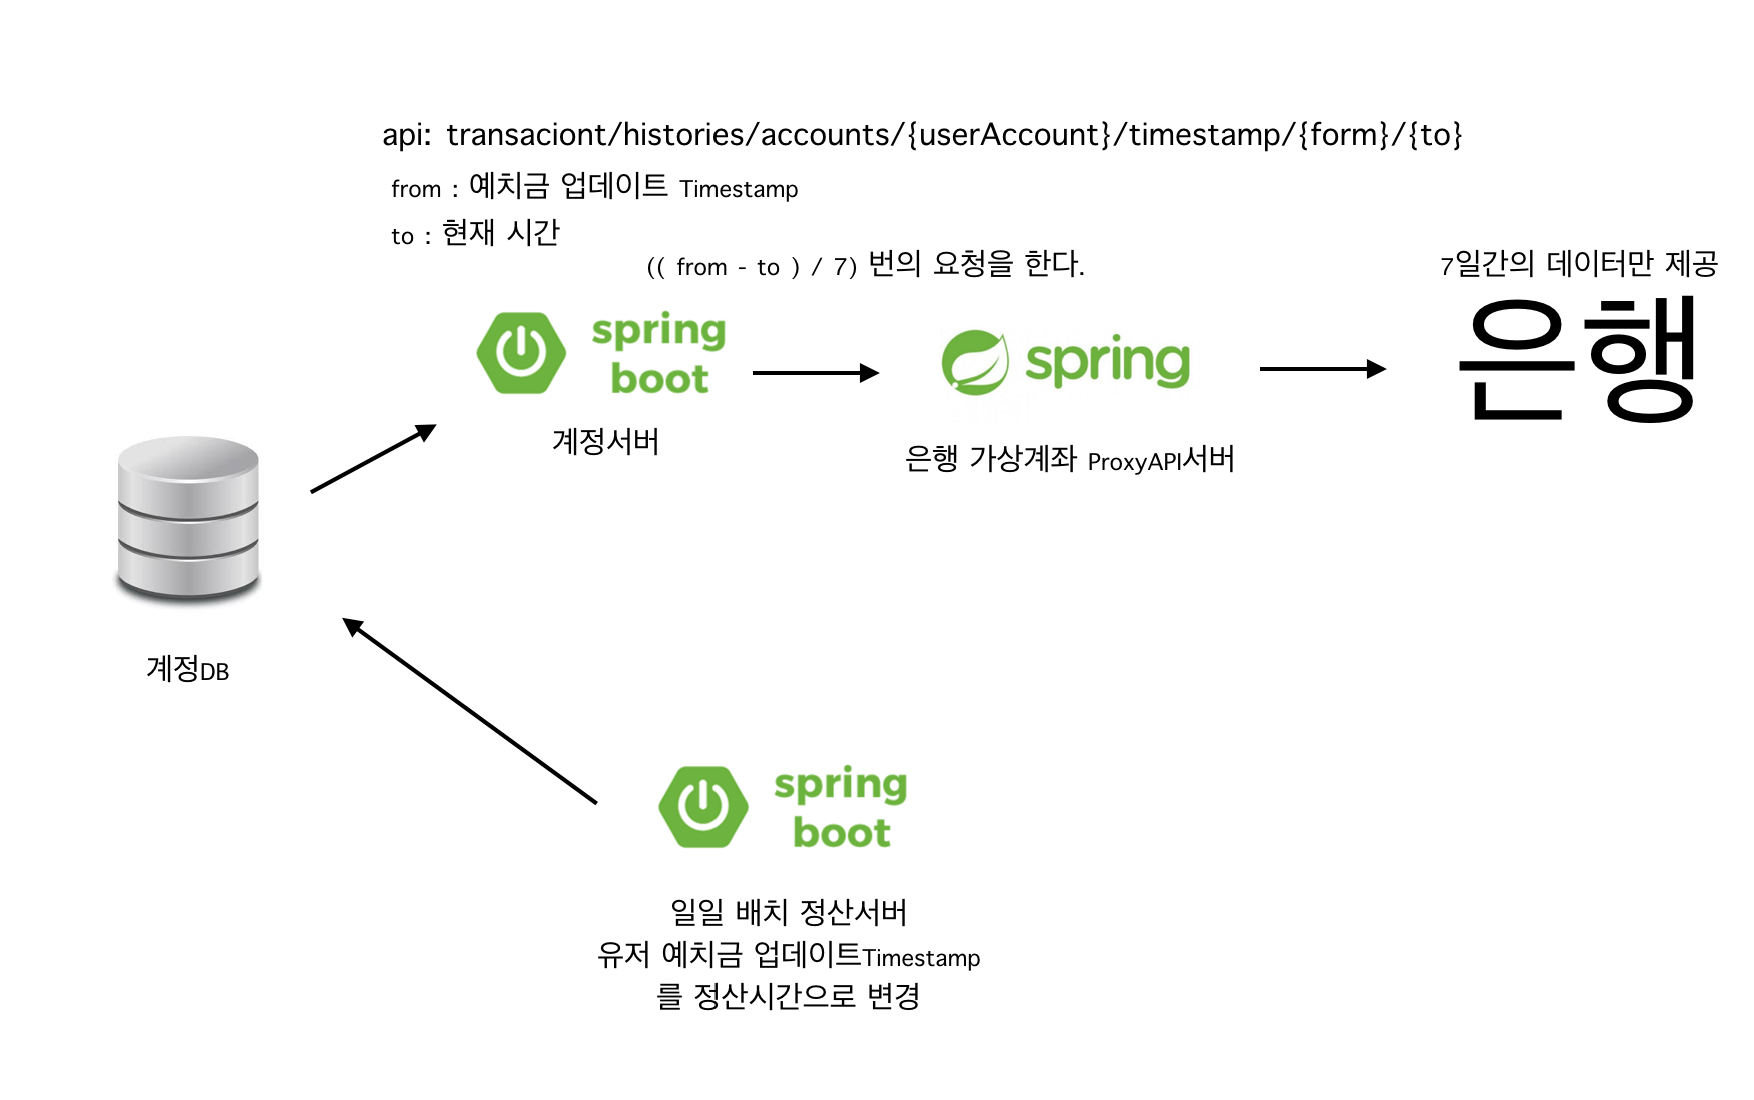 api: transaciont/histories/accounts/{userAccount}/timestamp/{form}/{to}
from : 예치금 업데이트 Timestamp
to : 현재 시간
(( from - to ) / 7) 번의 요청을 한다.
7일간의 데이터만 제공
은행
spring
boot
spring
계정서버
은행 가상계좌 ProxyAPI서버
계정DB
spring
boot
일일 배치 정산서버
유저 예치금 업데이트Timestamp
를 정산시간으로 변경